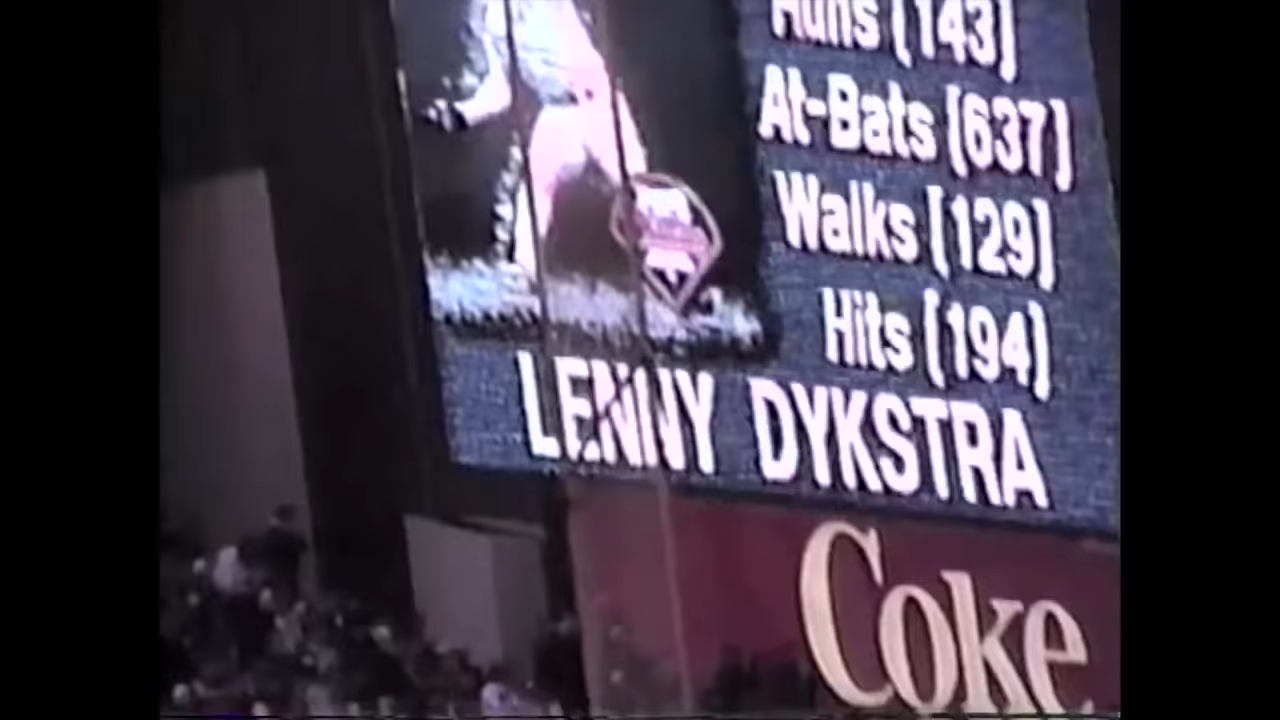 Runs (143)
At-Bats (637)
Walks (129)
Hits (194)
LENNY DYKSTRA
Coke